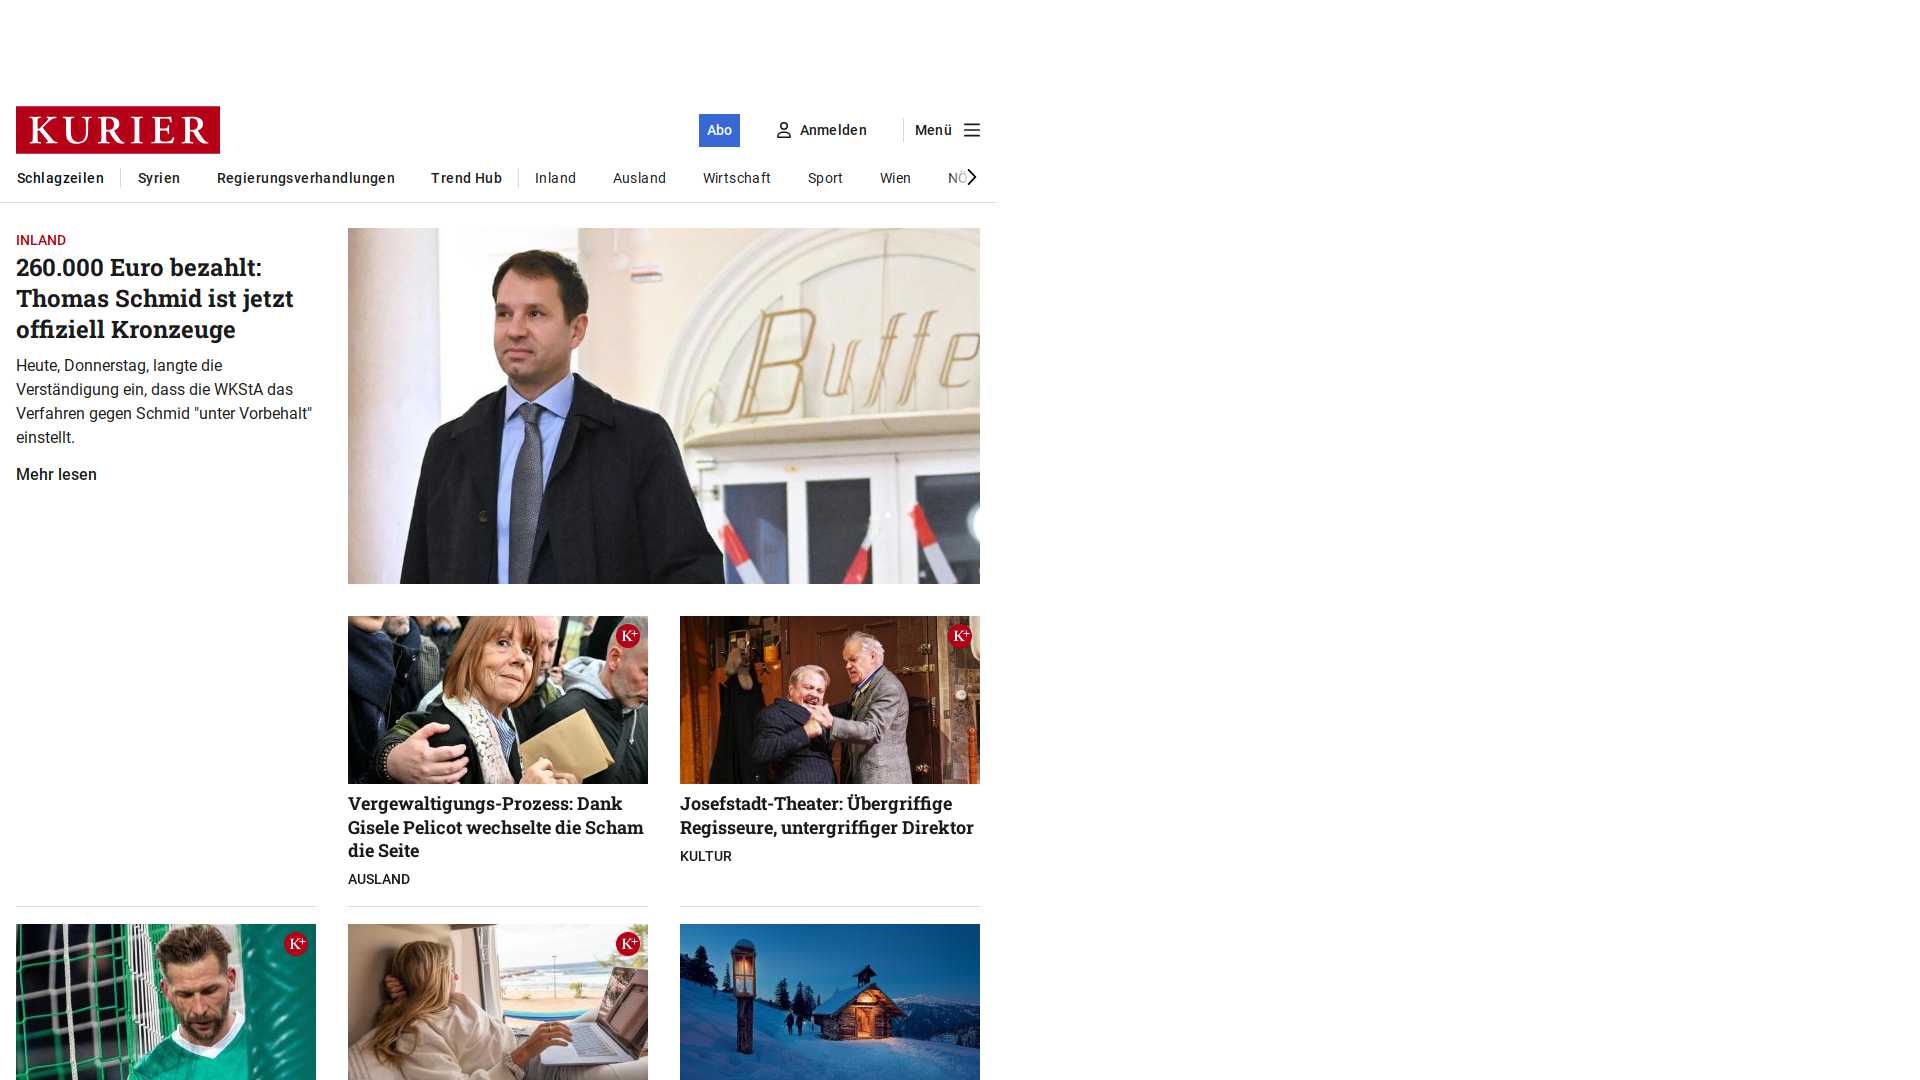 KURIER
Abo
Anmelden
Menü
Schlagzeilen
Syrien
Regierungsverhandlungen
Trend Hub
Inland
Ausland
Wirtschaft
Sport
Wien
NÖ
INLAND
260.000 Euro bezahlt:
Thomas Schmid ist jetzt
offiziell Kronzeuge
Heute, Donnerstag, langte die
Verständigung ein, dass die WKStA das
Verfahren gegen Schmid "unter Vorbehalt"
einstellt.
Mehr lesen
Buffe
K+
K+
Vergewaltigungs-Prozess: Dank
Gisele Pelicot wechselte die Scham
die Seite
AUSLAND
Josefstadt-Theater: Übergriffige
Regisseure, untergriffiger Direktor
KULTUR
K+
K+